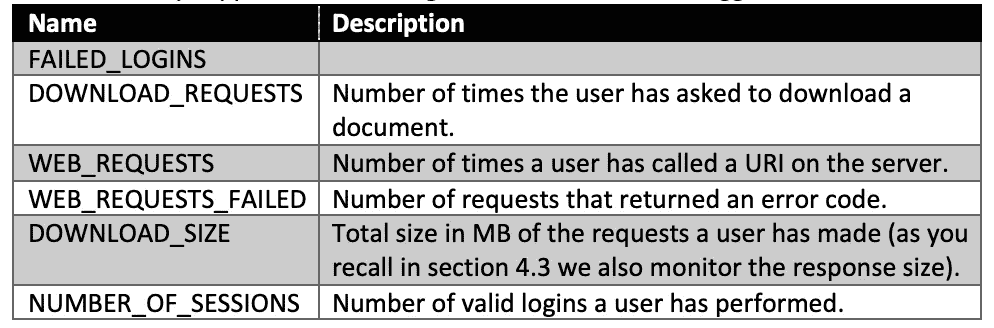 Name Description
FAILED_LOGINS
DOWNLOAD_REQUESTS Number of times the user has asked to download a
document.
WEB_REQUESTS Number of times a user has called a URI on the server.
WEB_REQUESTS_FAILED Number of requests that returned an error code.
DOWNLOAD_SIZE Total size in MB of the requests a user has made (as you
recall in section 4.3 we also monitor the response size).
NUMBER_OF_SESSIONS Number of valid logins a user has performed.